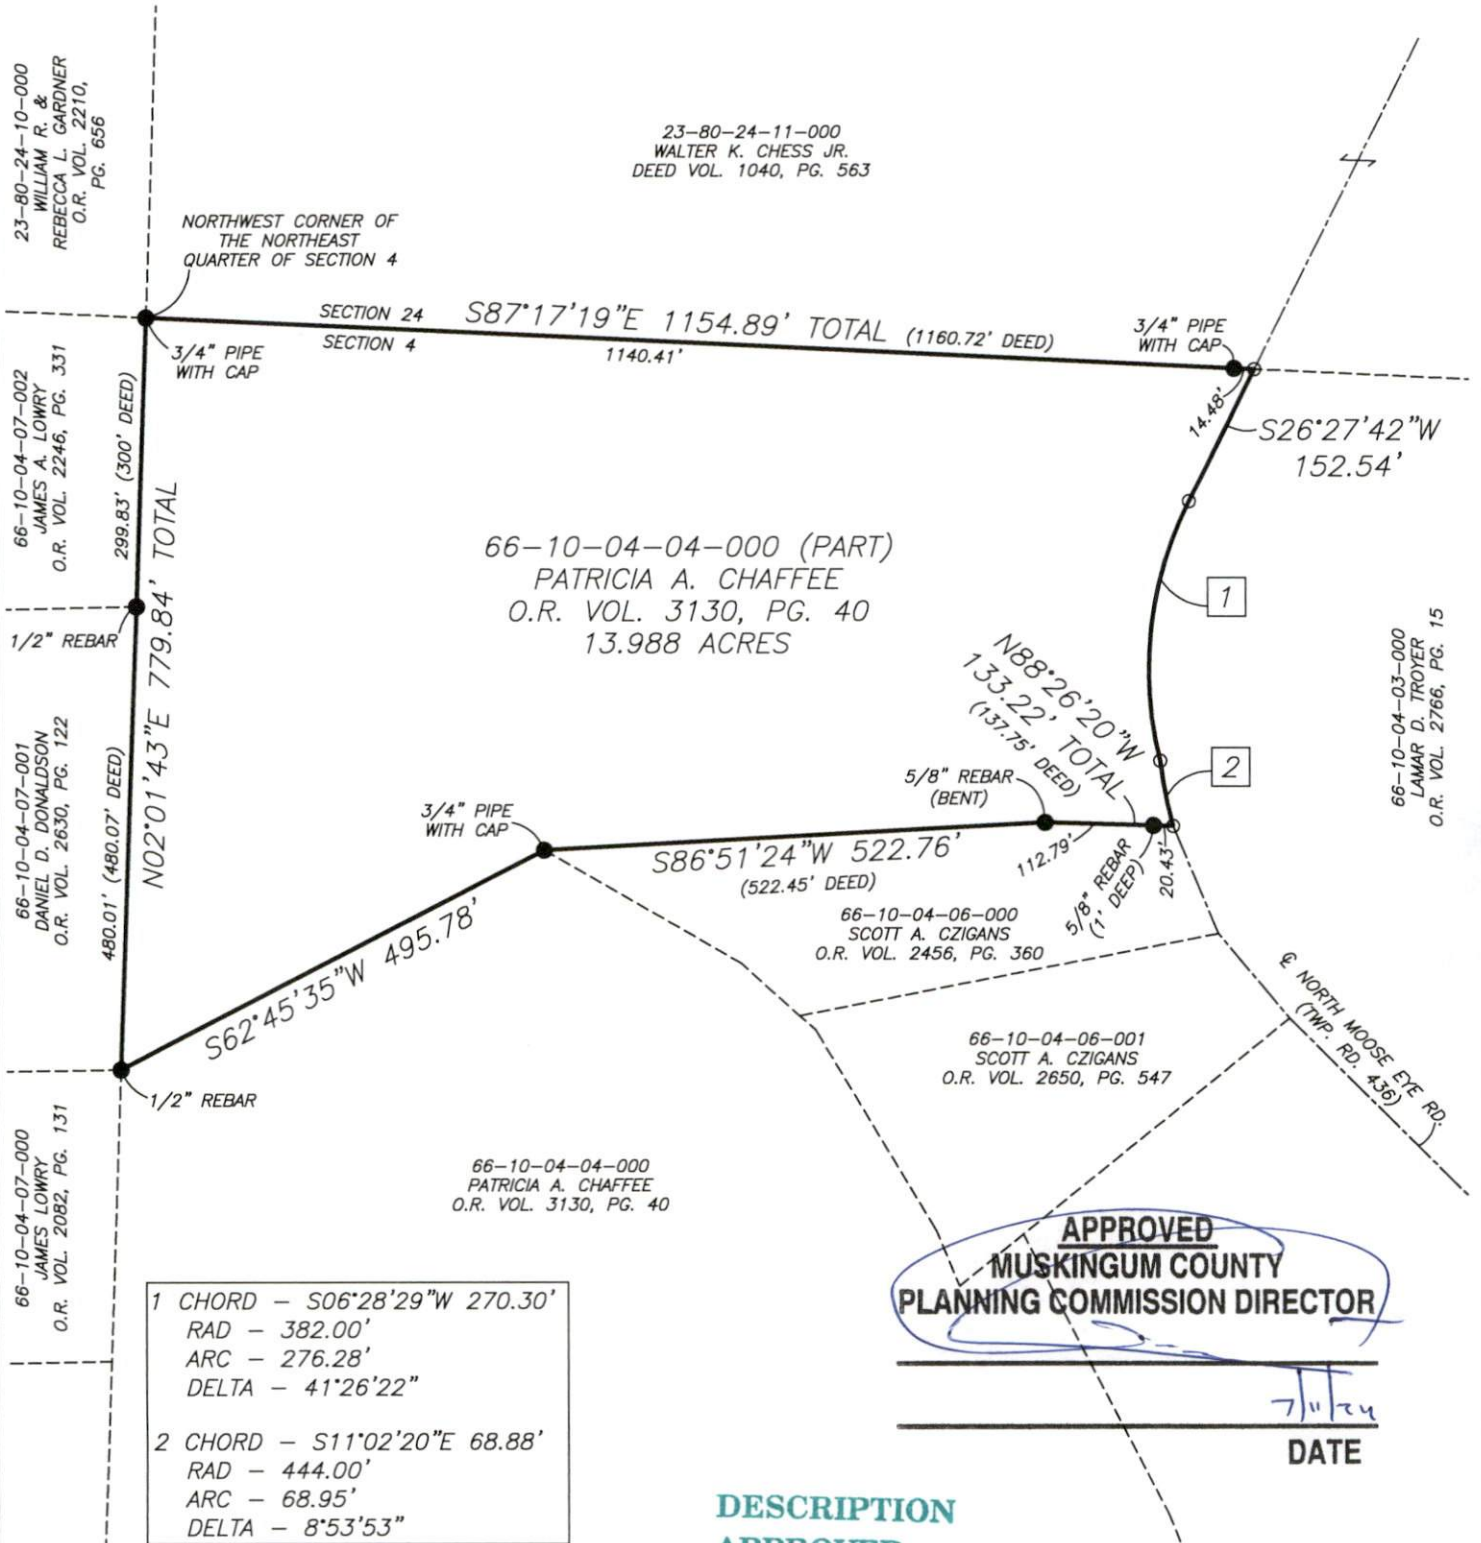 23-80-24-10-000
WILLIAM R. &
REBECCA L. GARDNER
O.R. VOL. 2210,
PG. 656
23-80-24-11-000
WALTER K. CHESS JR.
DEED VOL. 1040, PG. 563
NORTHWEST CORNER OF
THE NORTHEAST
QUARTER OF SECTION 4
SECTION 24
SECTION 4
S87°17'19"E 1154.89' TOTAL (1160.72' DEED)
1140.41'
3/4" PIPE
WITH CAP
3/4" PIPE
WITH CAP
14.48'
S26°27'42"W
152.54'
66-10-04-07-002
JAMES A. LOWRY
O.R. VOL. 2246, PG. 331
299.83' (300' DEED)
N02°01'43"E 779.84' TOTAL
66-10-04-04-000 (PART)
PATRICIA A. CHAFFEE
O.R. VOL. 3130, PG. 40
13.988 ACRES
1
1/2" REBAR
66-10-04-03-000
LAMAR D. TROYER
O.R. VOL. 2766, PG. 15
N88°26'20"W
133.22' TOTAL
(137.75' DEED)
2
66-10-04-07-001
DANIEL D. DONALDSON
O.R. VOL. 2630, PG. 122
480.01' (480.07' DEED)
5/8" REBAR
(BENT)
3/4" PIPE
WITH CAP
S86°51'24"W 522.76'
(522.45' DEED)
112.79'
5/8" REBAR
(1' DEEP)
20.43'
S62°45'35"W 495.78'
66-10-04-06-000
SCOTT A. CZIGANS
O.R. VOL. 2456, PG. 360
℄ NORTH MOOSE EYE RD.
(TWP. RD. 436)
66-10-04-06-001
SCOTT A. CZIGANS
O.R. VOL. 2650, PG. 547
1/2" REBAR
66-10-04-07-000
JAMES LOWRY
O.R. VOL. 2082, PG. 131
66-10-04-04-000
PATRICIA A. CHAFFEE
O.R. VOL. 3130, PG. 40
APPROVED
MUSKINGUM COUNTY
PLANNING COMMISSION DIRECTOR
7/11/24
DATE
1 CHORD - S06°28'29"W 270.30'
RAD - 382.00'
ARC - 276.28'
DELTA - 41°26'22"
2 CHORD - S11°02'20"E 68.88'
RAD - 444.00'
ARC - 68.95'
DELTA - 8°53'53"
DESCRIPTION
APPROVED